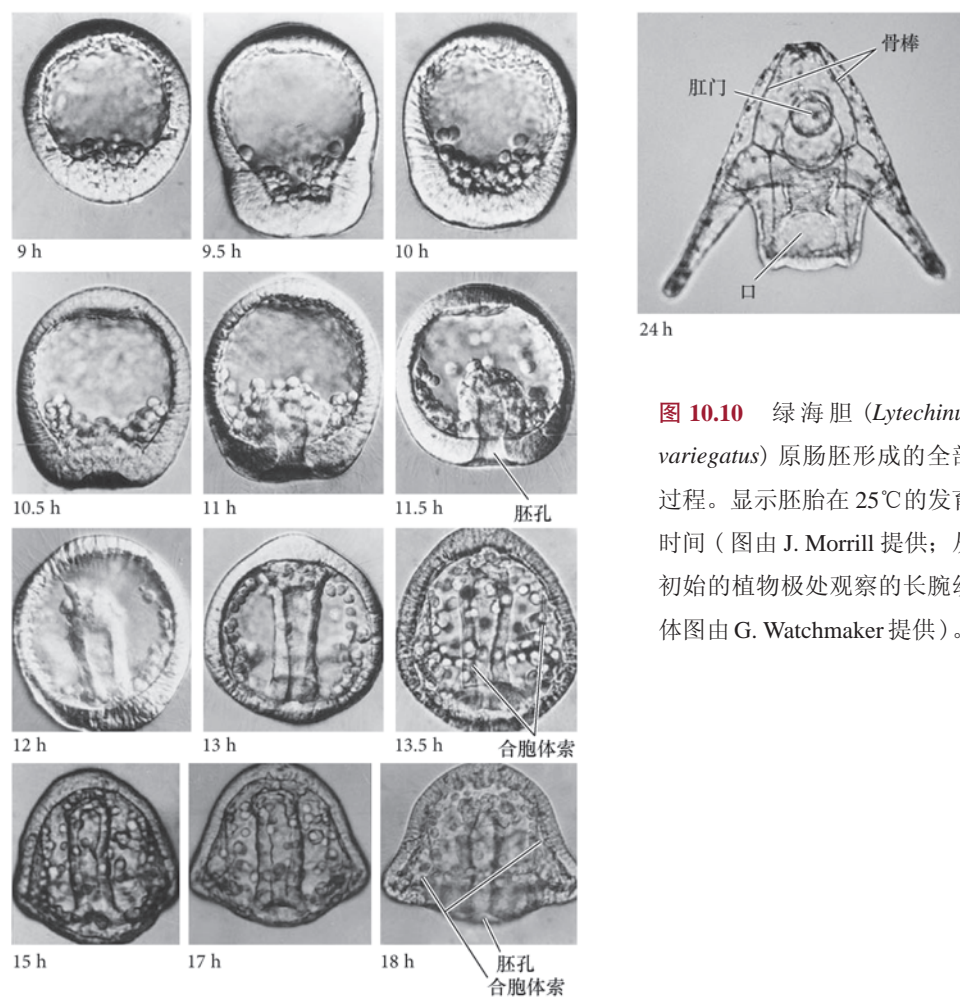 9 h
9.5 h
10 h
骨棒
肛门
口
24 h
10.5 h
11 h
11.5 h
胚孔
12 h
13 h
13.5 h
合胞体索
15 h
17 h
18 h
胚孔
合胞体索
图 10.10 绿海胆（Lytechinu
variegatus）原肠胚形成的全部
过程。显示胚胎在 25℃的发育
时间（图由 J. Morrill 提供；从
初始的植物极处观察的长腕幼
体图由 G. Watchmaker 提供）。